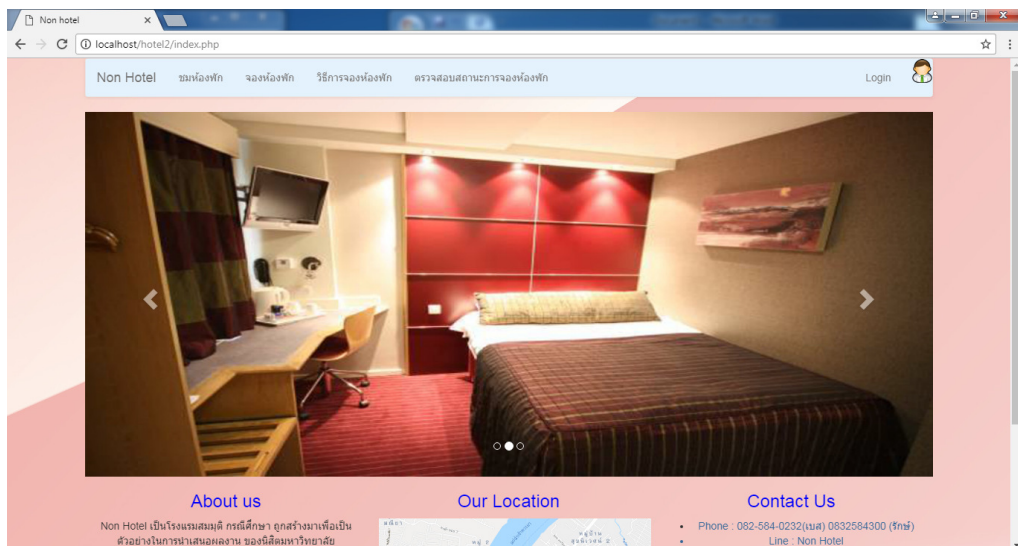 Non hotel
localhost/hotel2/index.php
Non Hotel ชมห้องพัก จองห้องพัก วิธีการจองห้องพัก ตรวจสอบสถานะการจองห้องพัก Login
About us
Non Hotel เป็นโรงแรมสมมุติ กรณีศึกษา ถูกสร้างมาเพื่อเป็น
ตัวอย่างในการนำเสนอผลงาน ของนิสิตมหาวิทยาลัย
Our Location
Contact Us
Phone : 082-584-0232(เบส) 0832584300 (รักษ์)
Line : Non Hotel